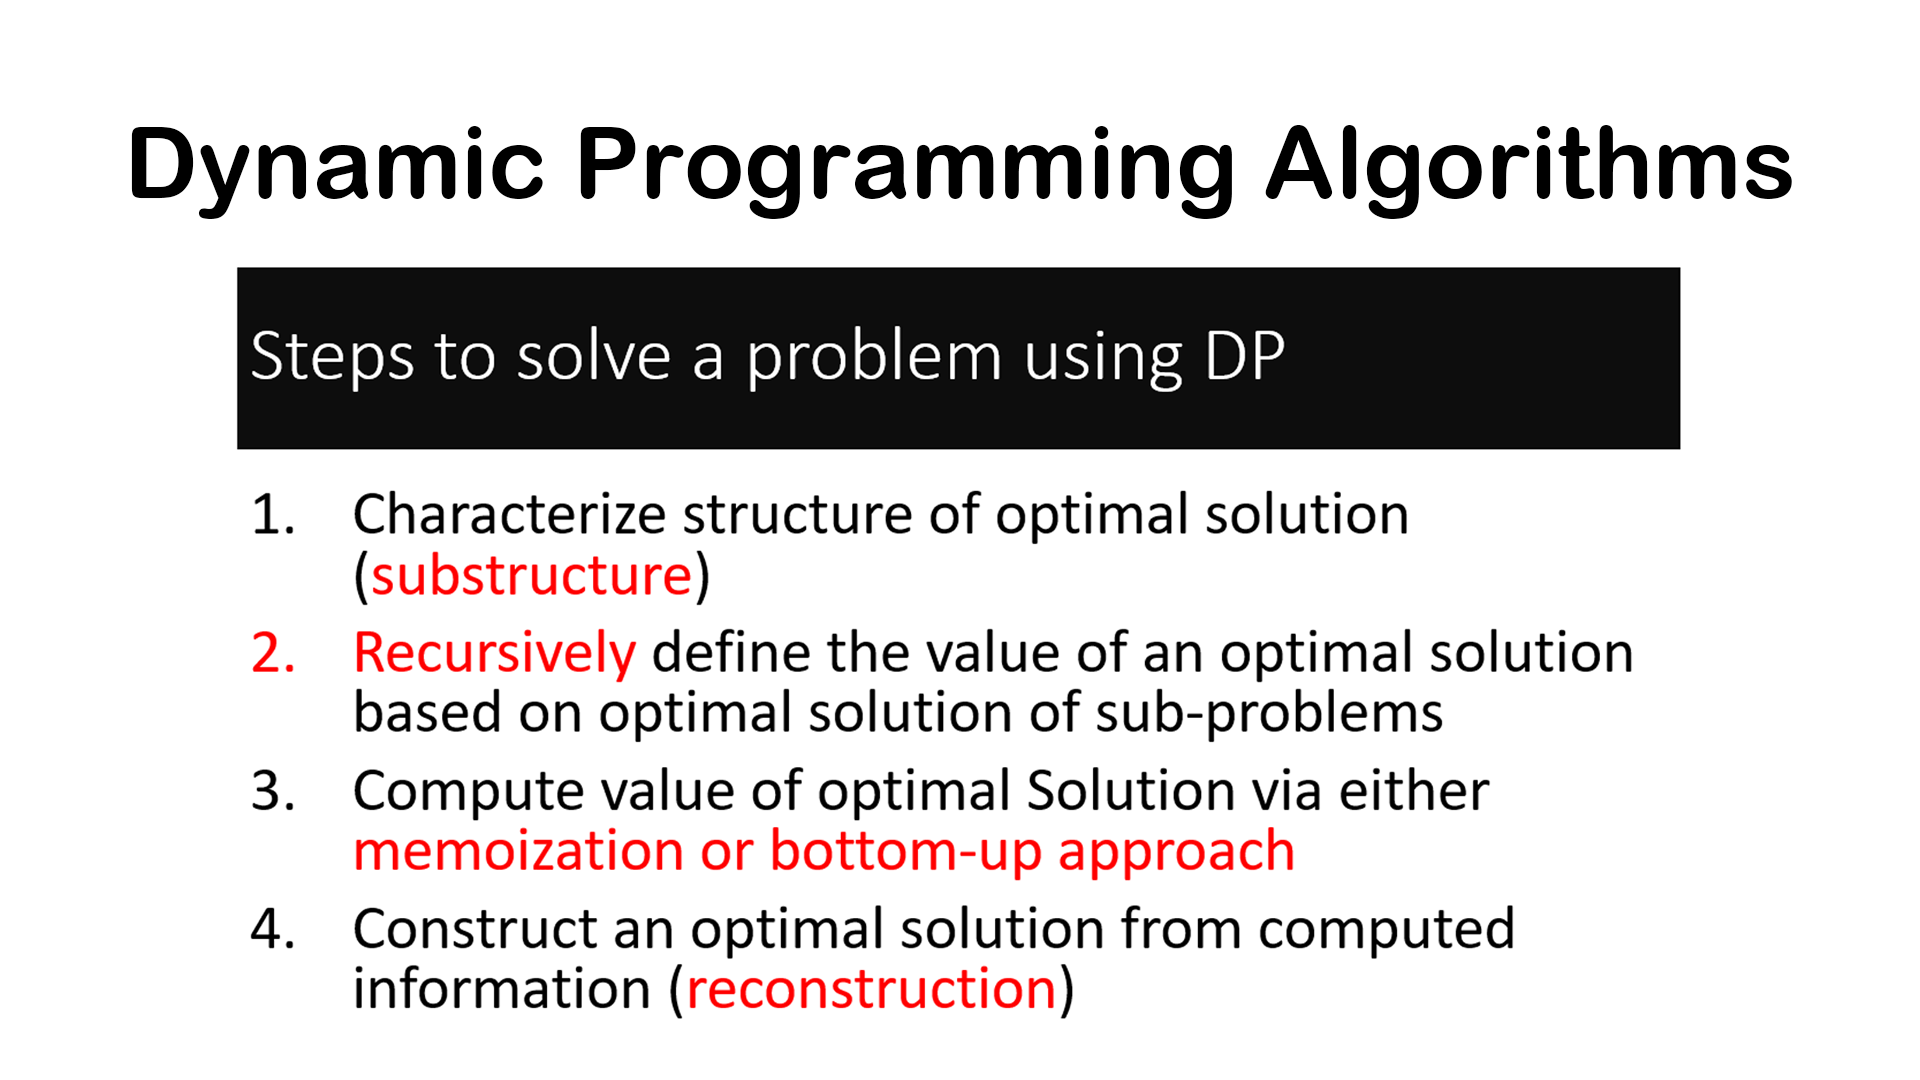 Dynamic Programming Algorithms
Steps to solve a problem using DP
1. Characterize structure of optimal solution
(substructure)
2. Recursively define the value of an optimal solution
based on optimal solution of sub-problems
3. Compute value of optimal Solution via either
memoization or bottom-up approach
4. Construct an optimal solution from computed
information (reconstruction)